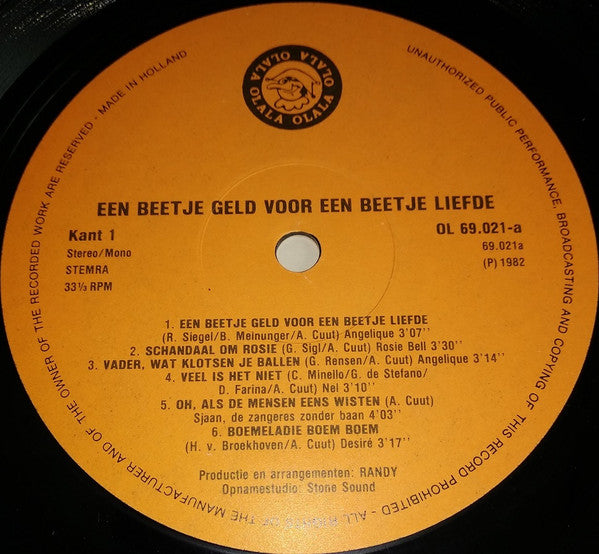 OLALA OLALA OLALA OLALA
ALL RIGHTS OF THE MANUFACTURER AND OF THE OWNER OF THE RECORDED WORK ARE RESERVED - MADE IN HOLLAND
UNAUTHORIZED PUBLIC PERFORMANCE, BROADCASTING AND COPYING OF THIS RECORD PROHIBITED -
EEN BEETJE GELD VOOR EEN BEETJE LIEFDE
Kant 1
OL 69.021-a
Stereo/Mono
69.021a
STEMRA
(P) 1982
33⅓ RPM
1. EEN BEETJE GELD VOOR EEN BEETJE LIEFDE
(R. Siegel/B. Meinunger/A. Cuut) Angelique 3'07''
2. SCHANDAAL OM ROSIE (G. Sigl/A. Cuut) Rosie Bell 3'30''
3. VADER, WAT KLOTSEN JE BALLEN (G. Rensen/A. Cuut) Angelique 3'14''
4. VEEL IS HET NIET (C. Minello/G. de Stefano/
D. Farina/A. Cuut) Nel 3'10''
5. OH, ALS DE MENSEN EENS WISTEN (A. Cuut)
Sjaan, de zangeres zonder baan 4'03''
6. BOEMELADIE BOEM BOEM
(H. v. Broekhoven/A. Cuut) Desiré 3'17''
Productie en arrangementen: RANDY
Opnamestudio: Stone Sound